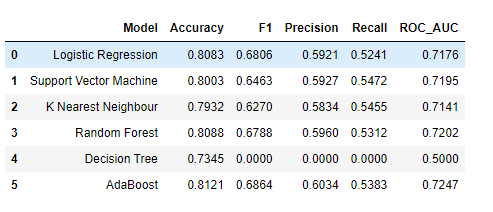 Model Accuracy F1 Precision Recall ROC_AUC
0 Logistic Regression 0.8083 0.6806 0.5921 0.5241 0.7176
1 Support Vector Machine 0.8003 0.6463 0.5927 0.5472 0.7195
2 K Nearest Neighbour 0.7932 0.6270 0.5834 0.5455 0.7141
3 Random Forest 0.8088 0.6788 0.5960 0.5312 0.7202
4 Decision Tree 0.7345 0.0000 0.0000 0.0000 0.5000
5 AdaBoost 0.8121 0.6864 0.6034 0.5383 0.7247